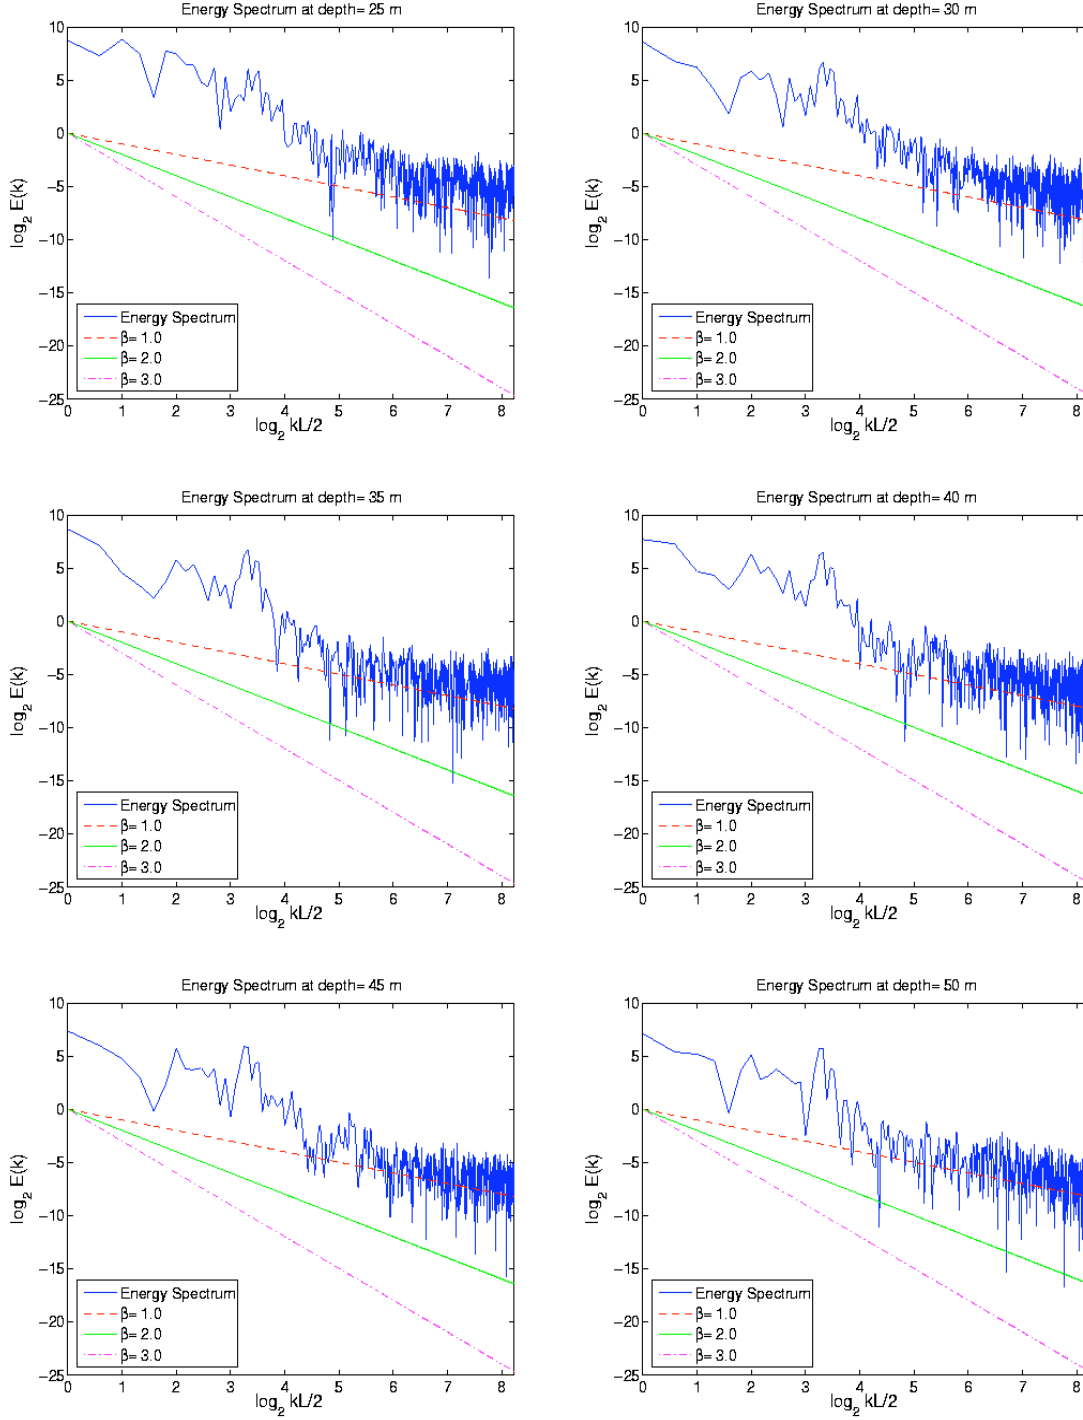 Energy Spectrum at depth= 25 m
10
5
0
−5
−10
−15
−20
−25
log₂ E(k)
Energy Spectrum
β= 1.0
β= 2.0
β= 3.0
0 1 2 3 4 5 6 7 8
log₂ kL/2
Energy Spectrum at depth= 30 m
10
5
0
−5
−10
−15
−20
−25
log₂ E(k)
Energy Spectrum
β= 1.0
β= 2.0
β= 3.0
0 1 2 3 4 5 6 7 8
log₂ kL/2
Energy Spectrum at depth= 35 m
10
5
0
−5
−10
−15
−20
−25
log₂ E(k)
Energy Spectrum
β= 1.0
β= 2.0
β= 3.0
0 1 2 3 4 5 6 7 8
log₂ kL/2
Energy Spectrum at depth= 40 m
10
5
0
−5
−10
−15
−20
−25
log₂ E(k)
Energy Spectrum
β= 1.0
β= 2.0
β= 3.0
0 1 2 3 4 5 6 7 8
log₂ kL/2
Energy Spectrum at depth= 45 m
10
5
0
−5
−10
−15
−20
−25
log₂ E(k)
Energy Spectrum
β= 1.0
β= 2.0
β= 3.0
0 1 2 3 4 5 6 7 8
log₂ kL/2
Energy Spectrum at depth= 50 m
10
5
0
−5
−10
−15
−20
−25
log₂ E(k)
Energy Spectrum
β= 1.0
β= 2.0
β= 3.0
0 1 2 3 4 5 6 7 8
log₂ kL/2